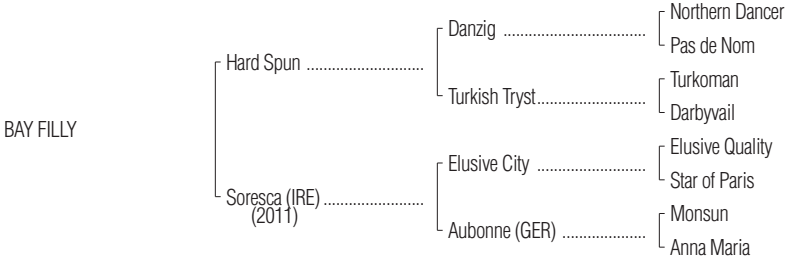 Northern Dancer
Danzig ................................
Pas de Nom
Hard Spun ..........................
Turkoman
Turkish Tryst........................
Darbyvail
BAY FILLY
Elusive Quality
Elusive City ........................
Star of Paris
Soresca (IRE) ......................
(2011)
Monsun
Aubonne (GER) ..................
Anna Maria